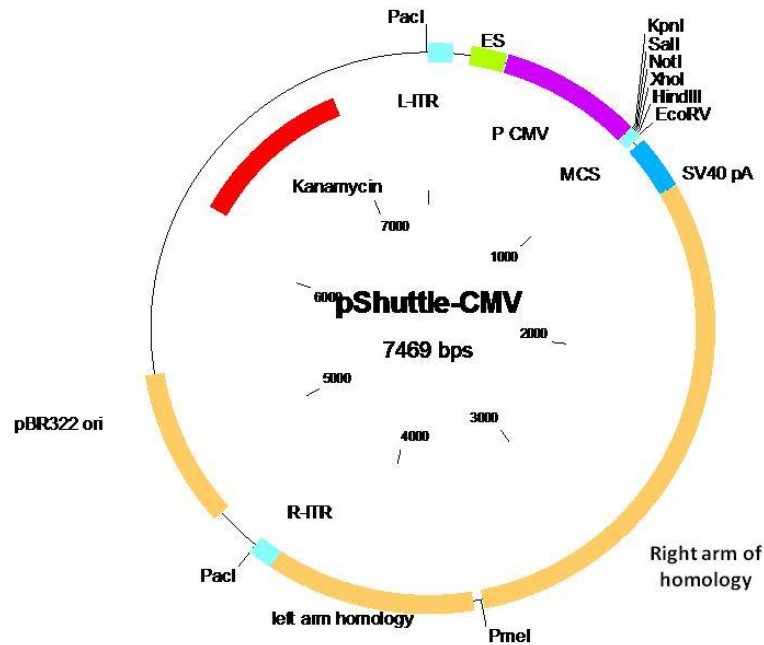 PacI
ES
KpnI
SalI
NotI
XhoI
HindIII
EcoRV
L-ITR
P CMV
MCS
SV40 pA
Kanamycin
7000
1000
6000
pShuttle-CMV
2000
7469 bps
5000
3000
4000
pBR322 ori
R-ITR
PacI
left arm homology
PmeI
Right arm of
homology